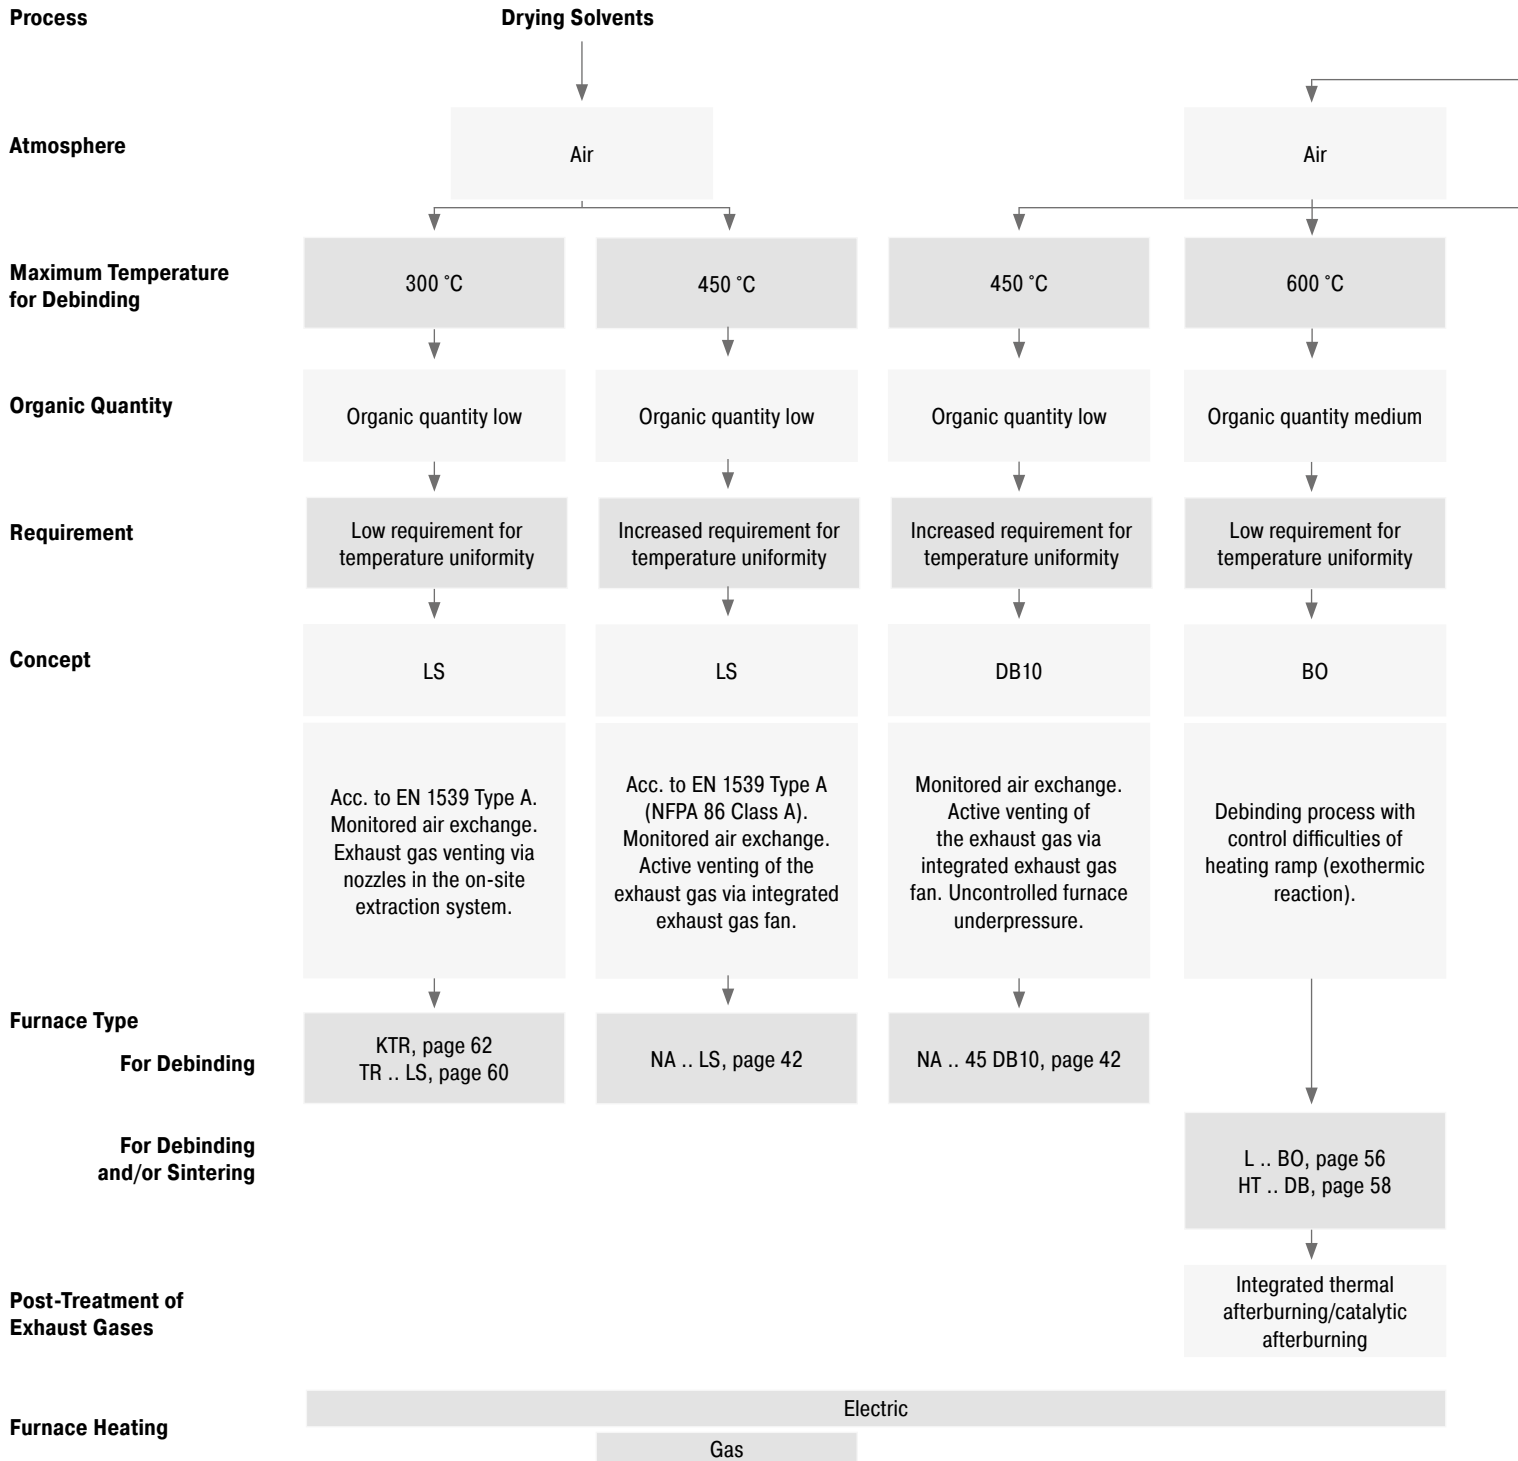 Process
Drying Solvents
Atmosphere
Air
Air
Maximum Temperature
for Debinding
300 °C
450 °C
450 °C
600 °C
Organic Quantity
Organic quantity low
Organic quantity low
Organic quantity low
Organic quantity medium
Requirement
Low requirement for
temperature uniformity
Increased requirement for
temperature uniformity
Increased requirement for
temperature uniformity
Low requirement for
temperature uniformity
Concept
LS
LS
DB10
BO
Acc. to EN 1539 Type A.
Monitored air exchange.
Exhaust gas venting via
nozzles in the on-site
extraction system.
Acc. to EN 1539 Type A
(NFPA 86 Class A).
Monitored air exchange.
Active venting of the
exhaust gas via integrated
exhaust gas fan.
Monitored air exchange.
Active venting of
the exhaust gas via
integrated exhaust gas
fan. Uncontrolled furnace
underpressure.
Debinding process with
control difficulties of
heating ramp (exothermic
reaction).
Furnace Type
For Debinding
KTR, page 62
TR .. LS, page 60
NA .. LS, page 42
NA .. 45 DB10, page 42
For Debinding
and/or Sintering
L .. BO, page 56
HT .. DB, page 58
Post-Treatment of
Exhaust Gases
Integrated thermal
afterburning/catalytic
afterburning
Furnace Heating
Electric
Gas